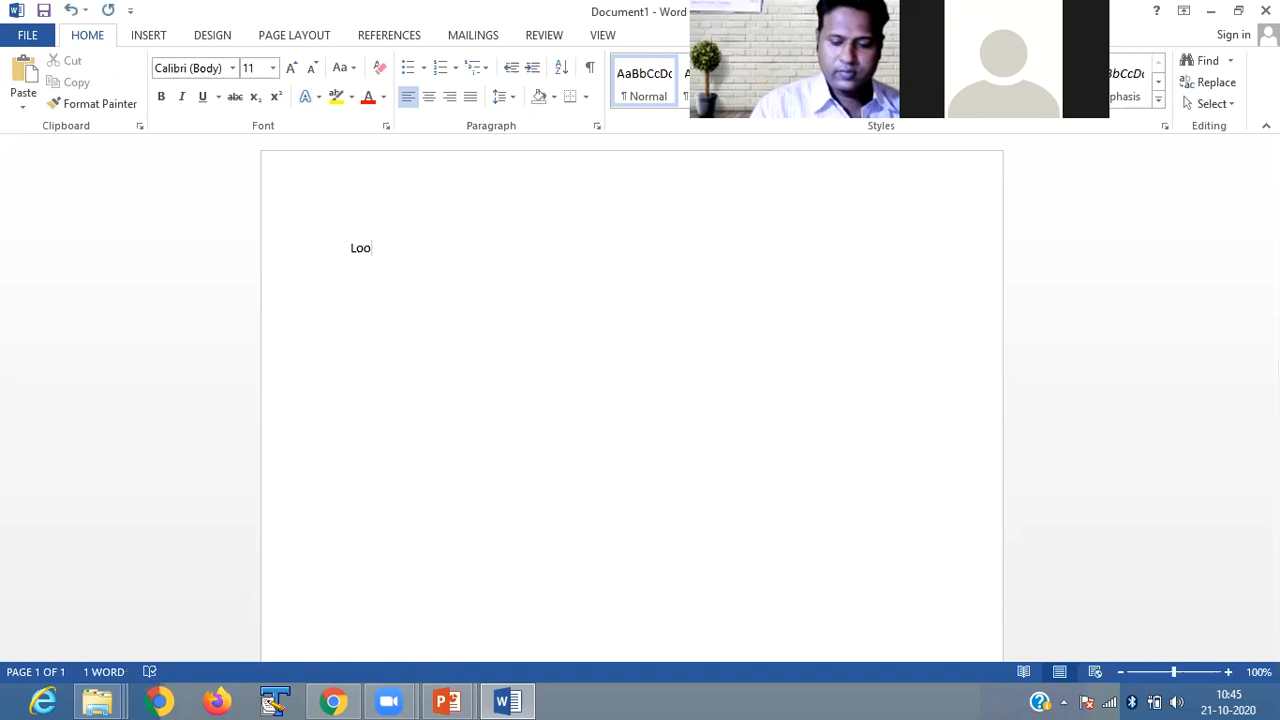 Document1 - Word
Sign in
FILE HOME INSERT DESIGN PAGE LAYOUT REFERENCES MAILINGS REVIEW VIEW
Cut
Format Painter
Clipboard
Calibri (Body) 11
Font
Paragraph
AaBbCcDc
¶ Normal
Styles
Find
Replace
Select
Editing
Loo
PAGE 1 OF 1 1 WORD
100%
10:45
21-10-2020